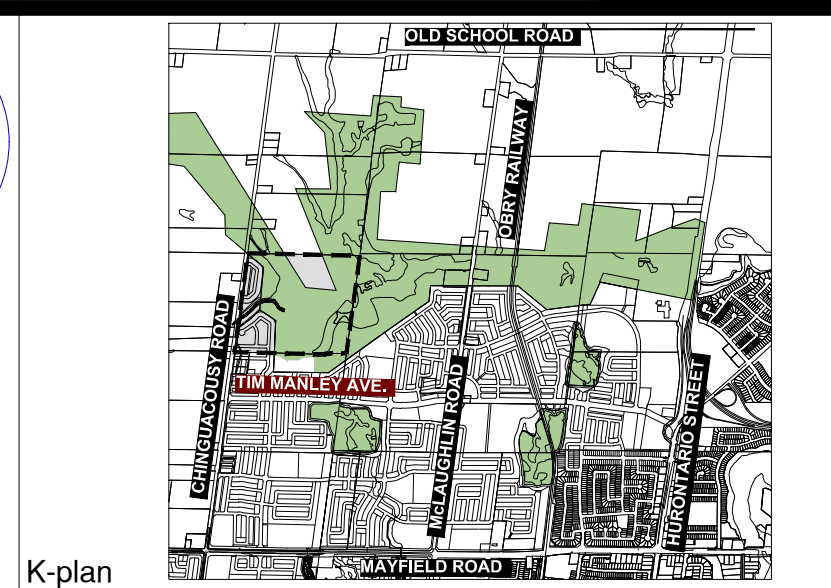 OLD SCHOOL ROAD
OBRY RAILWAY
CHINGUACOUSY ROAD
TIM MANLEY AVE.
McLAUGHLIN ROAD
HURONTARIO STREET
MAYFIELD ROAD
K-plan